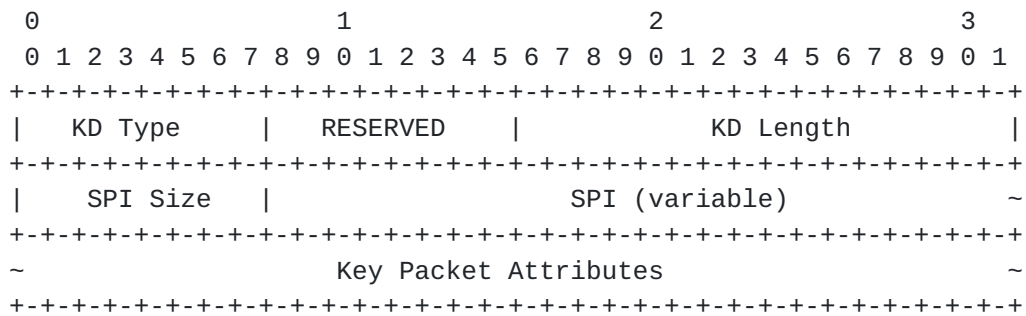 0                   1                   2                   3
 0 1 2 3 4 5 6 7 8 9 0 1 2 3 4 5 6 7 8 9 0 1 2 3 4 5 6 7 8 9 0 1
+-+-+-+-+-+-+-+-+-+-+-+-+-+-+-+-+-+-+-+-+-+-+-+-+-+-+-+-+-+-+-+-+
|   KD Type     |   RESERVED    |            KD Length          |
+-+-+-+-+-+-+-+-+-+-+-+-+-+-+-+-+-+-+-+-+-+-+-+-+-+-+-+-+-+-+-+-+
|    SPI Size   |                   SPI (variable)              ~
+-+-+-+-+-+-+-+-+-+-+-+-+-+-+-+-+-+-+-+-+-+-+-+-+-+-+-+-+-+-+-+-+
~                    Key Packet Attributes                      ~
+-+-+-+-+-+-+-+-+-+-+-+-+-+-+-+-+-+-+-+-+-+-+-+-+-+-+-+-+-+-+-+-+